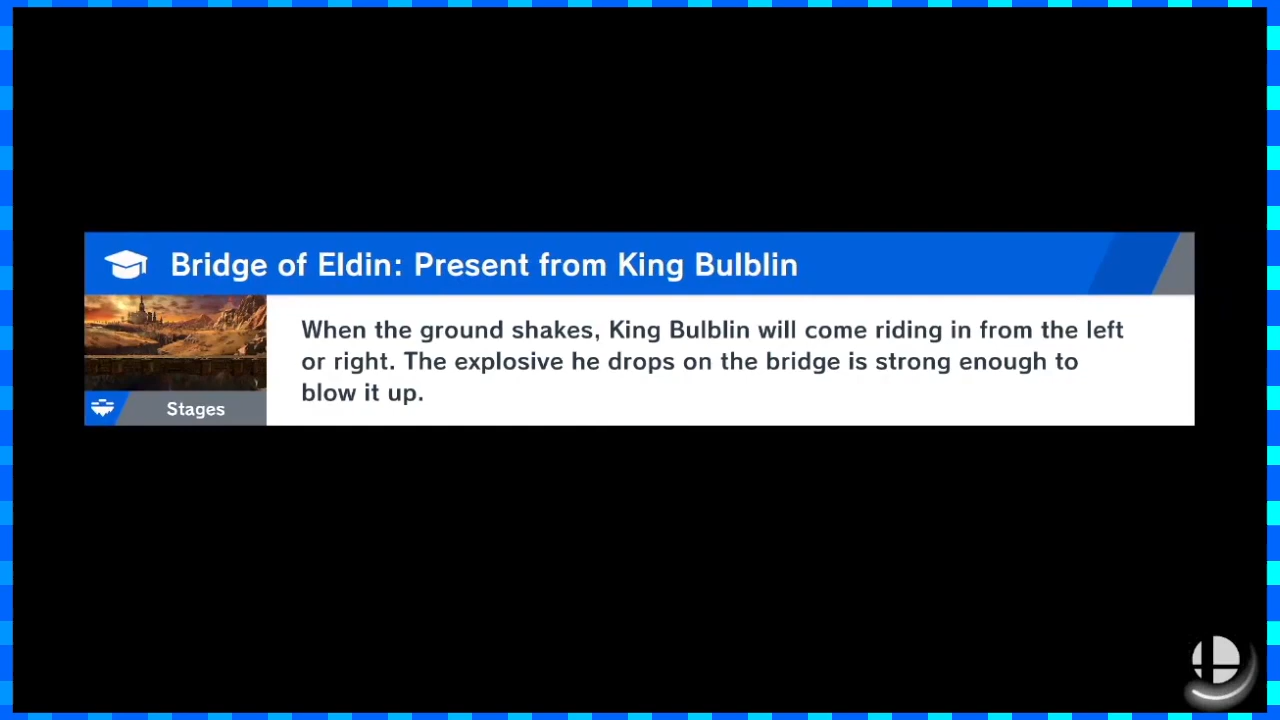 Bridge of Eldin: Present from King Bulblin
When the ground shakes, King Bulblin will come riding in from the left
or right. The explosive he drops on the bridge is strong enough to
blow it up.
Stages